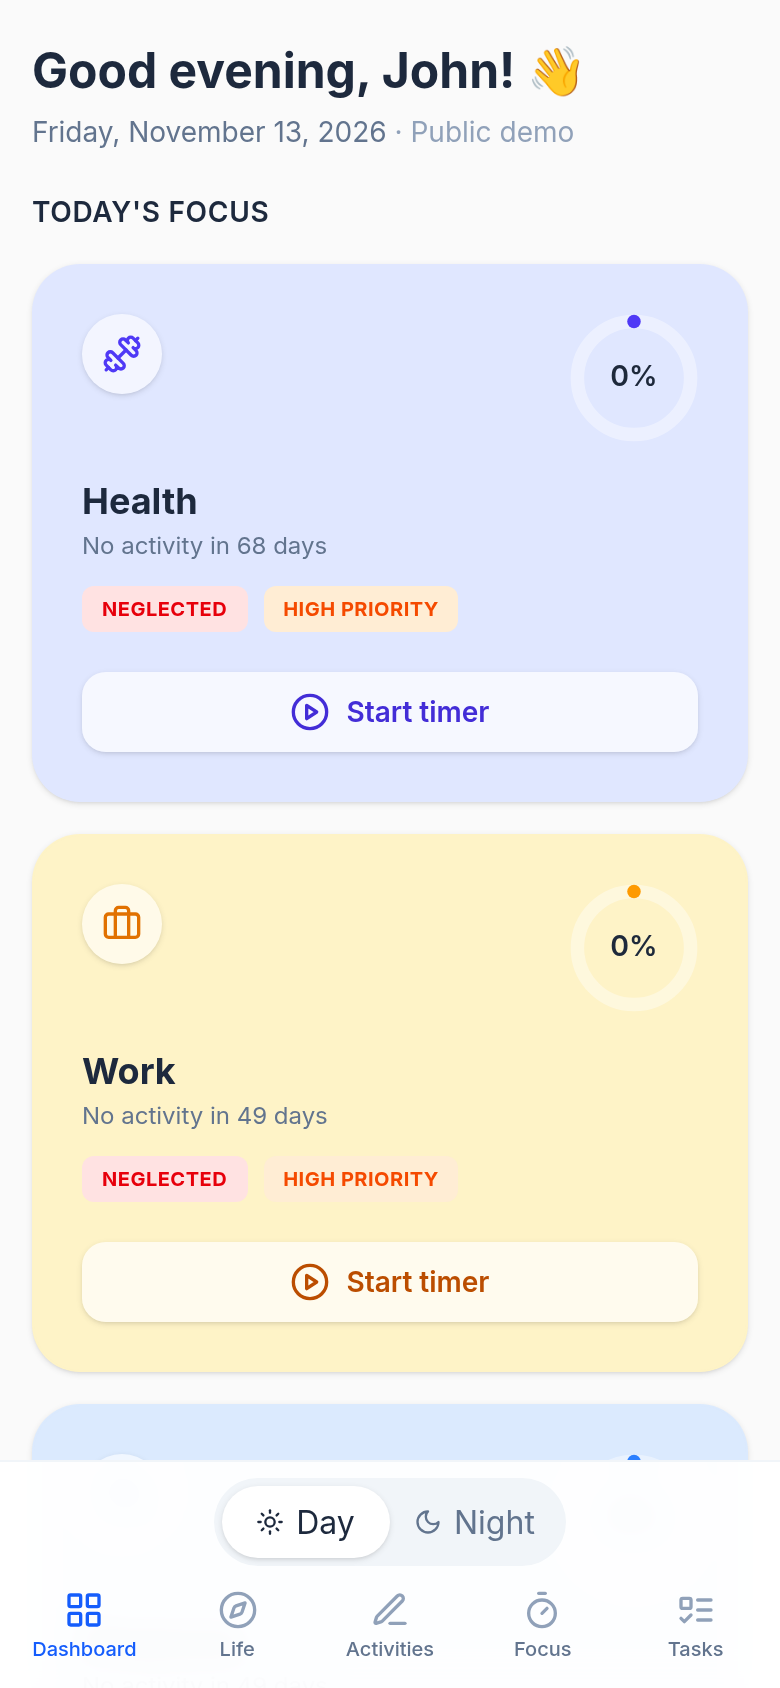 Good evening, John! 👋
Friday, November 13, 2026 · Public demo
TODAY'S FOCUS
0%
Health
No activity in 68 days
NEGLECTED HIGH PRIORITY
Start timer
0%
Work
No activity in 49 days
NEGLECTED HIGH PRIORITY
Start timer
Day Night
Dashboard Life Activities Focus Tasks